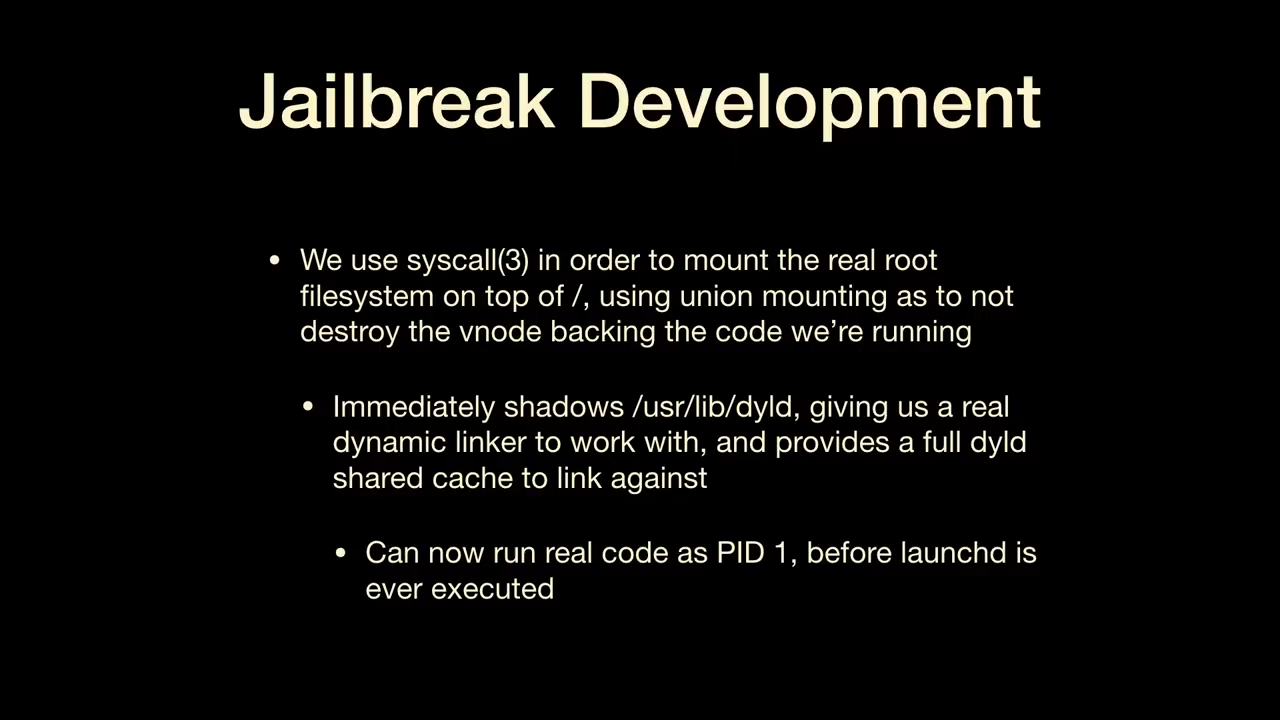 Jailbreak Development
• We use syscall(3) in order to mount the real root
filesystem on top of /, using union mounting as to not
destroy the vnode backing the code we’re running
• Immediately shadows /usr/lib/dyld, giving us a real
dynamic linker to work with, and provides a full dyld
shared cache to link against
• Can now run real code as PID 1, before launchd is
ever executed